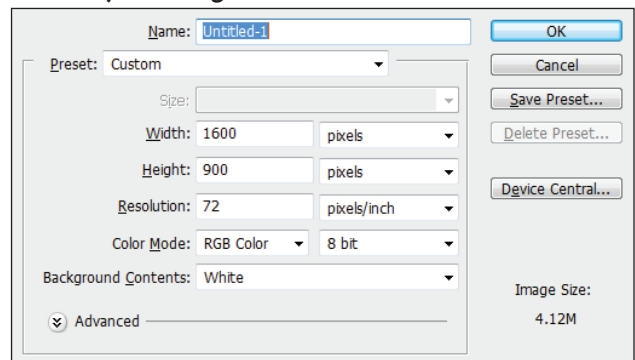 Name: Untitled-1 OK
Preset: Custom Cancel
Size: Save Preset...
Width: 1600 pixels Delete Preset...
Height: 900 pixels
Device Central...
Resolution: 72 pixels/inch
Color Mode: RGB Color 8 bit
Background Contents: White
Image Size:
Advanced 4.12M